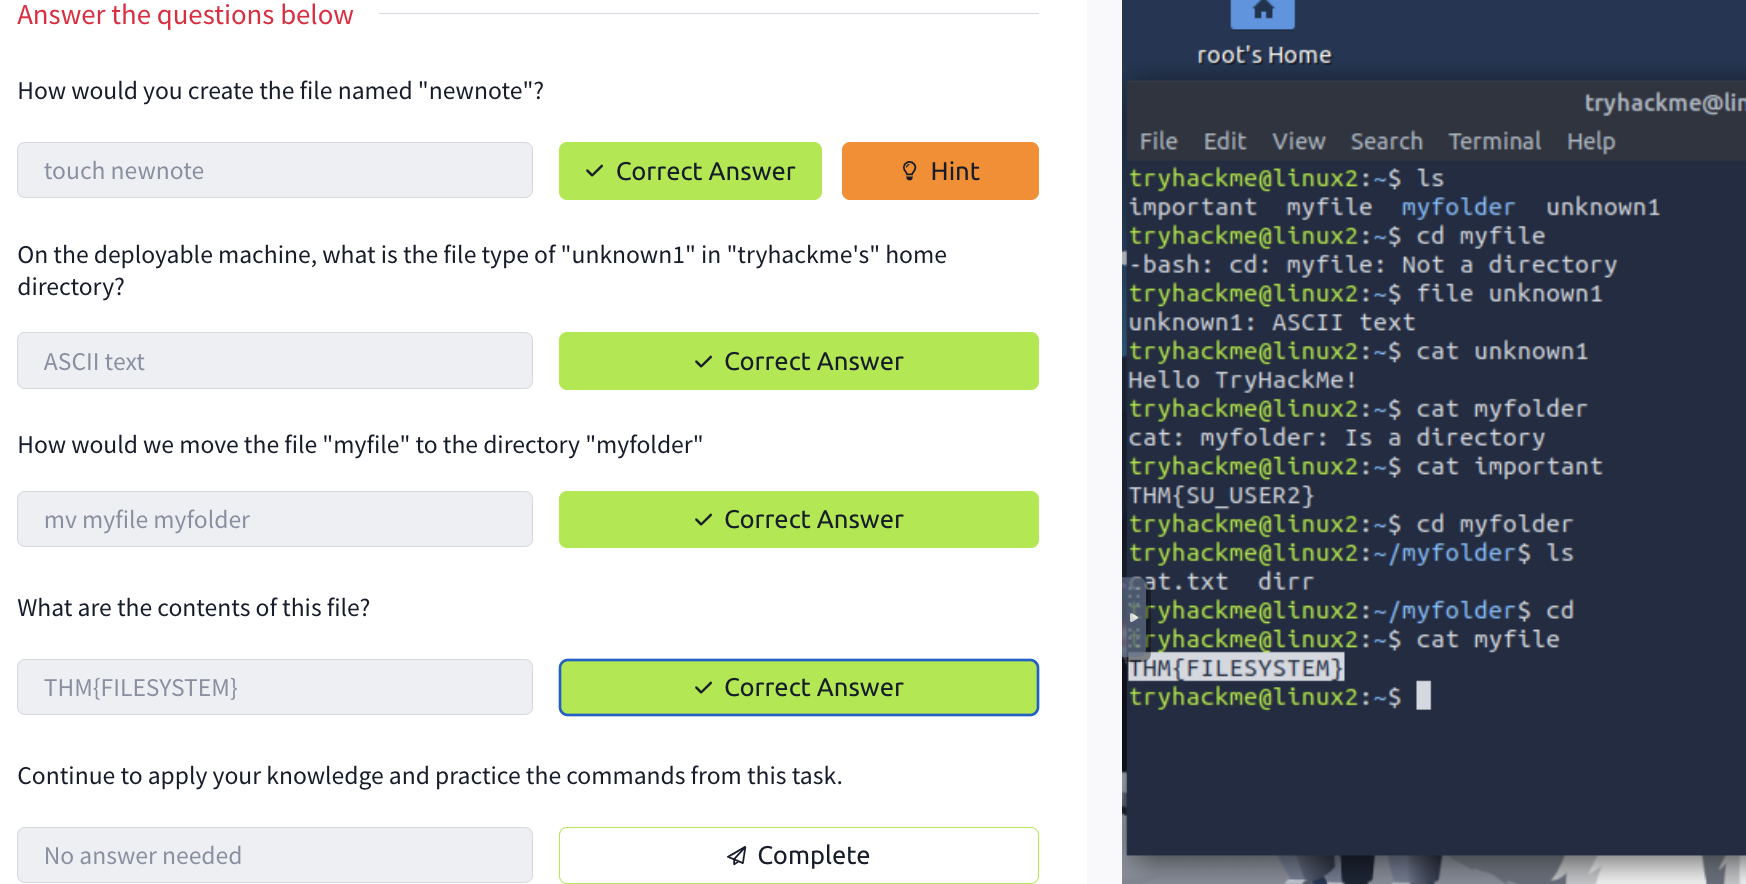 Answer the questions below
How would you create the file named "newnote"?
touch newnote
Correct Answer
Hint
On the deployable machine, what is the file type of "unknown1" in "tryhackme's" home
directory?
ASCII text
Correct Answer
How would we move the file "myfile" to the directory "myfolder"
mv myfile myfolder
Correct Answer
What are the contents of this file?
THM{FILESYSTEM}
Correct Answer
Continue to apply your knowledge and practice the commands from this task.
No answer needed
Complete
root's Home
tryhackme@lin
File Edit View Search Terminal Help
tryhackme@linux2:~$ ls
important myfile myfolder unknown1
tryhackme@linux2:~$ cd myfile
-bash: cd: myfile: Not a directory
tryhackme@linux2:~$ file unknown1
unknown1: ASCII text
tryhackme@linux2:~$ cat unknown1
Hello TryHackMe!
tryhackme@linux2:~$ cat myfolder
cat: myfolder: Is a directory
tryhackme@linux2:~$ cat important
THM{SU_USER2}
tryhackme@linux2:~$ cd myfolder
tryhackme@linux2:~/myfolder$ ls
cat.txt dirr
tryhackme@linux2:~/myfolder$ cd
tryhackme@linux2:~$ cat myfile
THM{FILESYSTEM}
tryhackme@linux2:~$